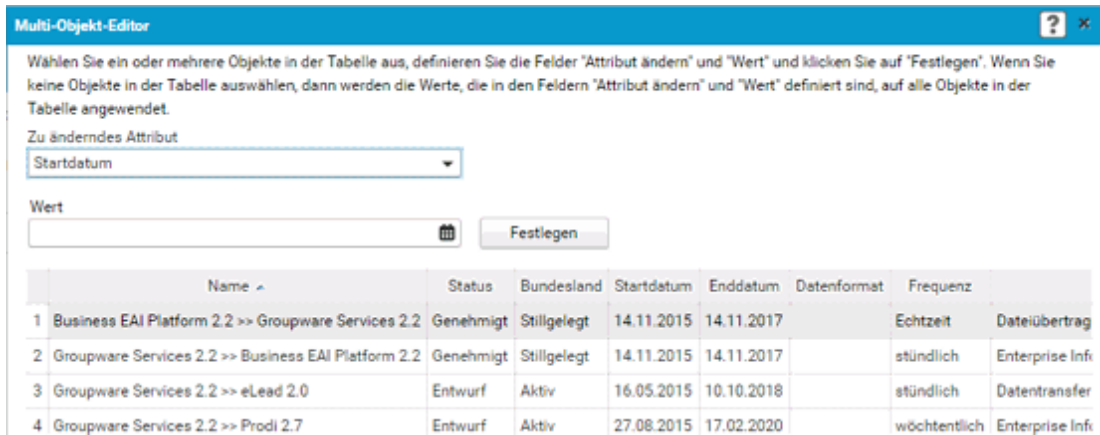 Multi-Objekt-Editor ? ×
Wählen Sie ein oder mehrere Objekte in der Tabelle aus, definieren Sie die Felder "Attribut ändern" und "Wert" und klicken Sie auf "Festlegen". Wenn Sie
keine Objekte in der Tabelle auswählen, dann werden die Werte, die in den Feldern "Attribut ändern" und "Wert" definiert sind, auf alle Objekte in der
Tabelle angewendet.
Zu änderndes Attribut
Startdatum
Wert
Festlegen
Name Status Bundesland Startdatum Enddatum Datenformat Frequenz
1 Business EAI Platform 2.2 >> Groupware Services 2.2 Genehmigt Stillgelegt 14.11.2015 14.11.2017 Echtzeit Dateiübertrag
2 Groupware Services 2.2 >> Business EAI Platform 2.2 Genehmigt Stillgelegt 14.11.2015 14.11.2017 stündlich Enterprise Info
3 Groupware Services 2.2 >> eLead 2.0 Entwurf Aktiv 16.05.2015 10.10.2018 stündlich Datentransfer
4 Groupware Services 2.2 >> Prodi 2.7 Entwurf Aktiv 27.08.2015 17.02.2020 wöchtentlich Enterprise Info